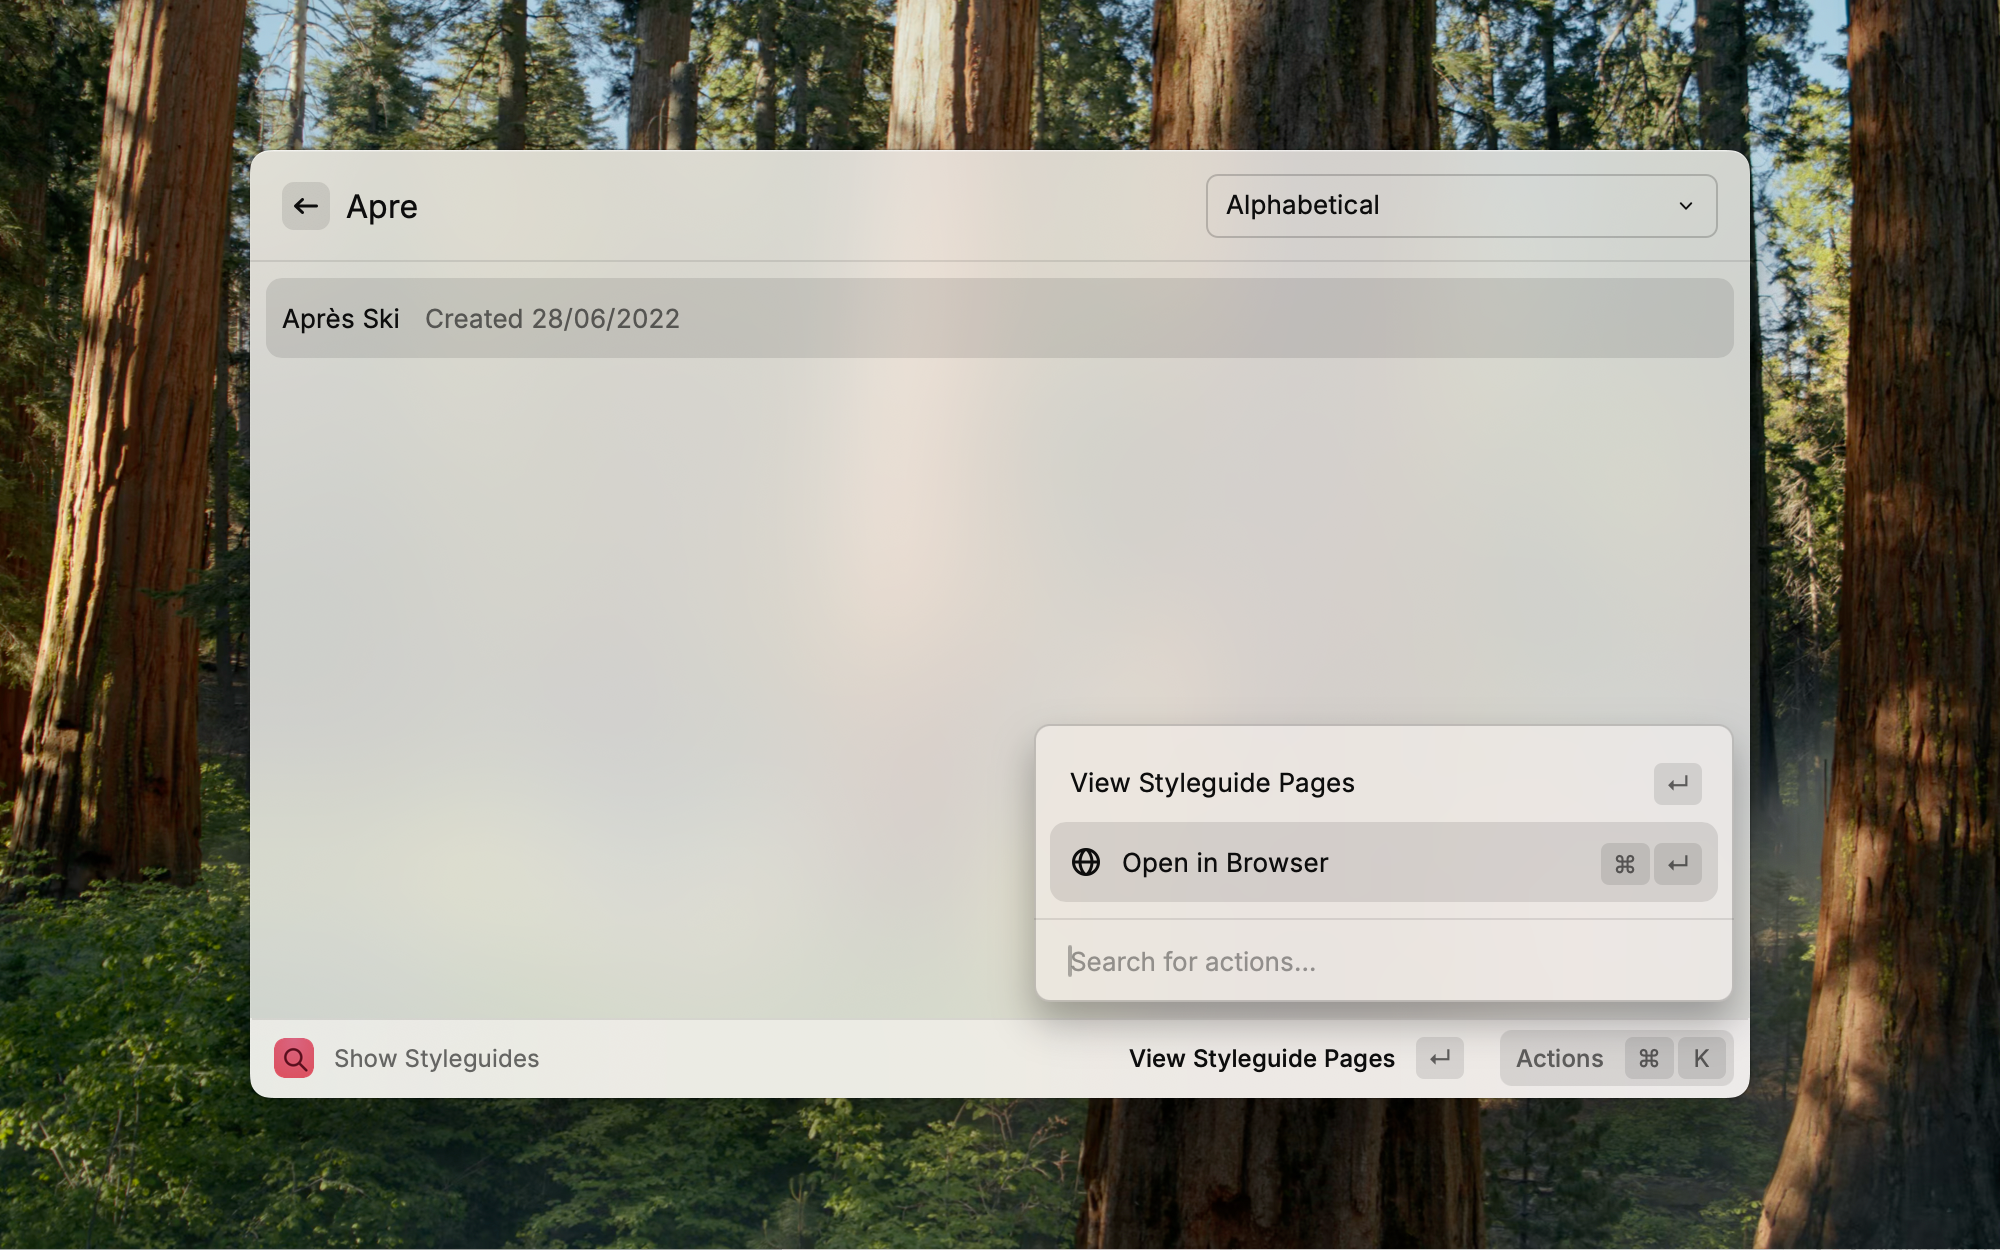 Apre
Alphabetical
Après Ski Created 28/06/2022
View Styleguide Pages ↵
Open in Browser ⌘ ↵
Search for actions...
Show Styleguides
View Styleguide Pages ↵
Actions ⌘ K